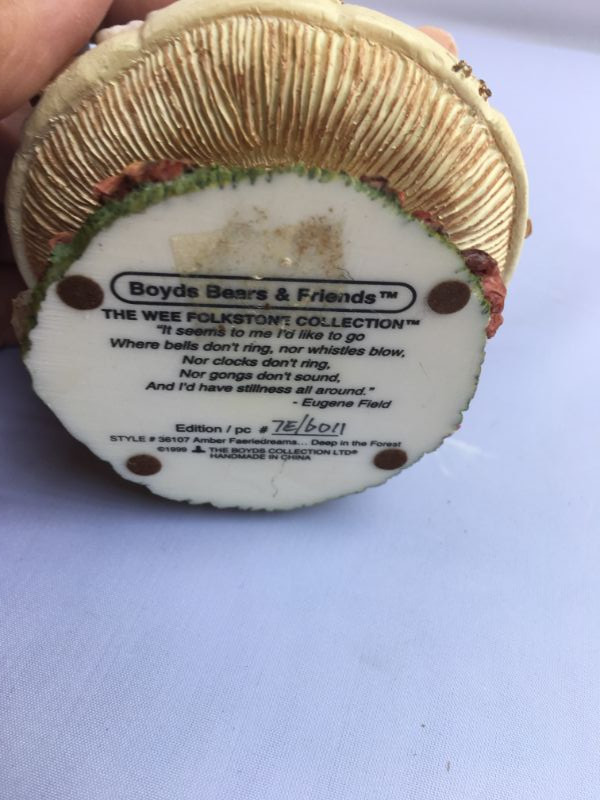 Boyds Bears & Friends™
THE WEE FOLKSTONE COLLECTION™
"It seems to me I'd like to go
Where bells don't ring, nor whistles blow,
Nor clocks don't ring,
Nor gongs don't sound,
And I'd have stillness all around."
- Eugene Field
Edition / pc # 7E/6011
STYLE # 36107 Amber Faeriedreams... Deep in the Forest
©1999 THE BOYDS COLLECTION LTD®
HANDMADE IN CHINA